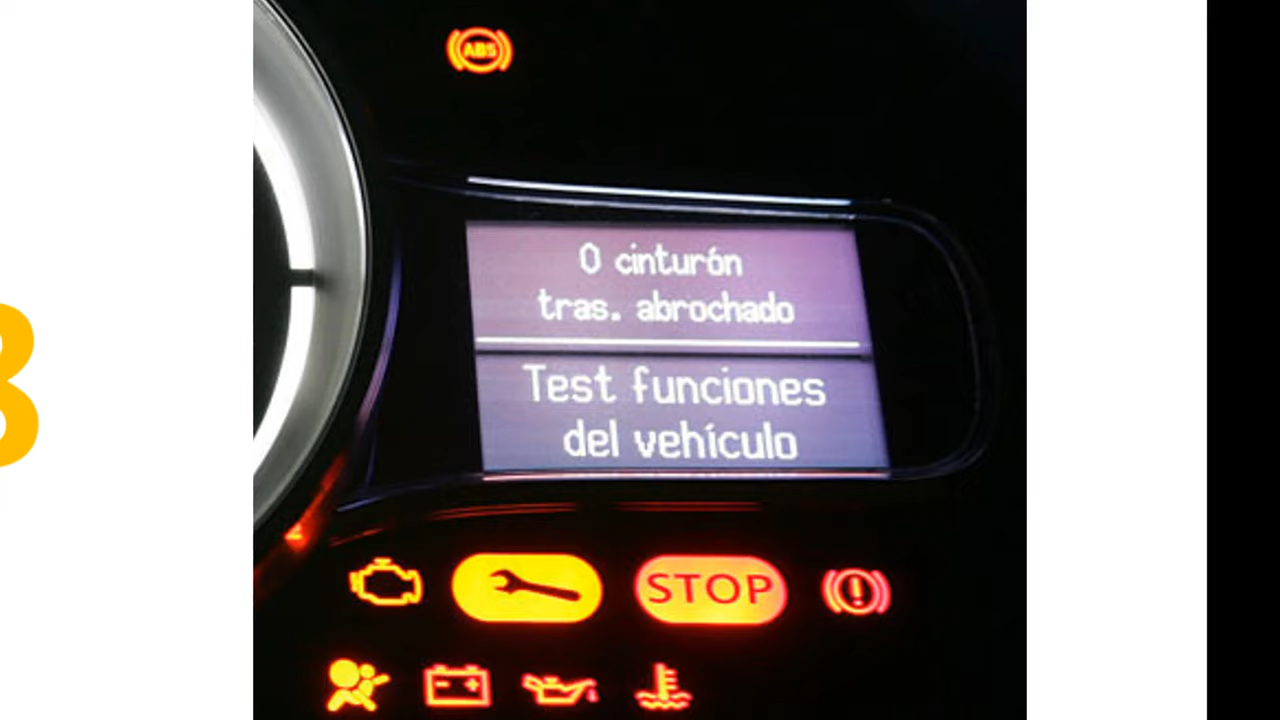 ABS
0 cinturón
tras. abrochado
Test funciones
del vehículo
STOP